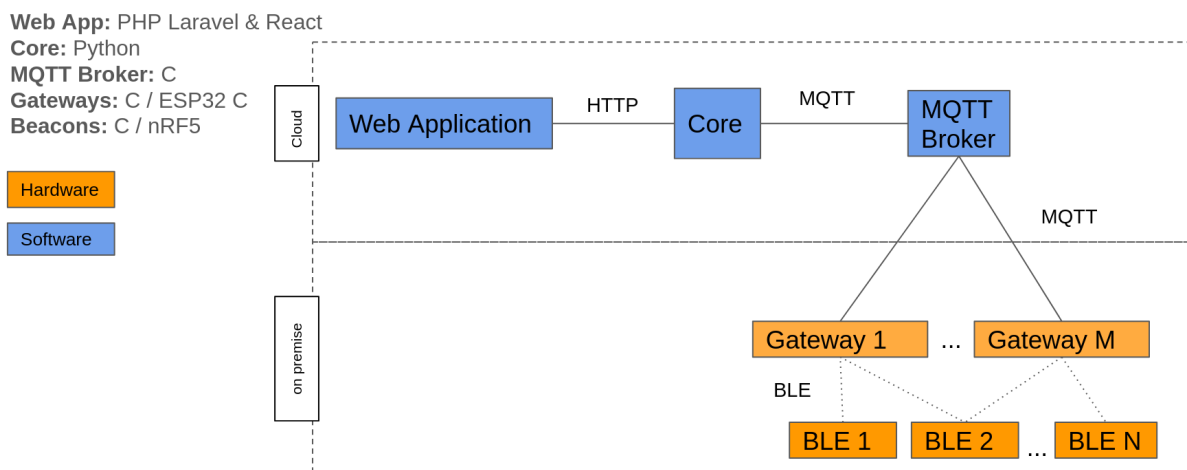 Web App: PHP Laravel & React
Core: Python
MQTT Broker: C
Gateways: C / ESP32 C
Beacons: C / nRF5
Hardware
Software
Cloud
Web Application
HTTP
Core
MQTT
MQTT
Broker
MQTT
on premise
Gateway 1
...
Gateway M
BLE
BLE 1
BLE 2
...
BLE N